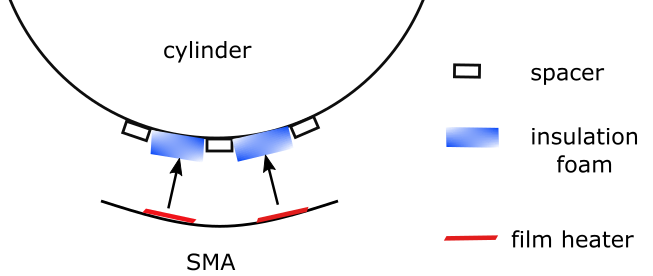 cylinder
spacer
insulation
foam
film heater
SMA